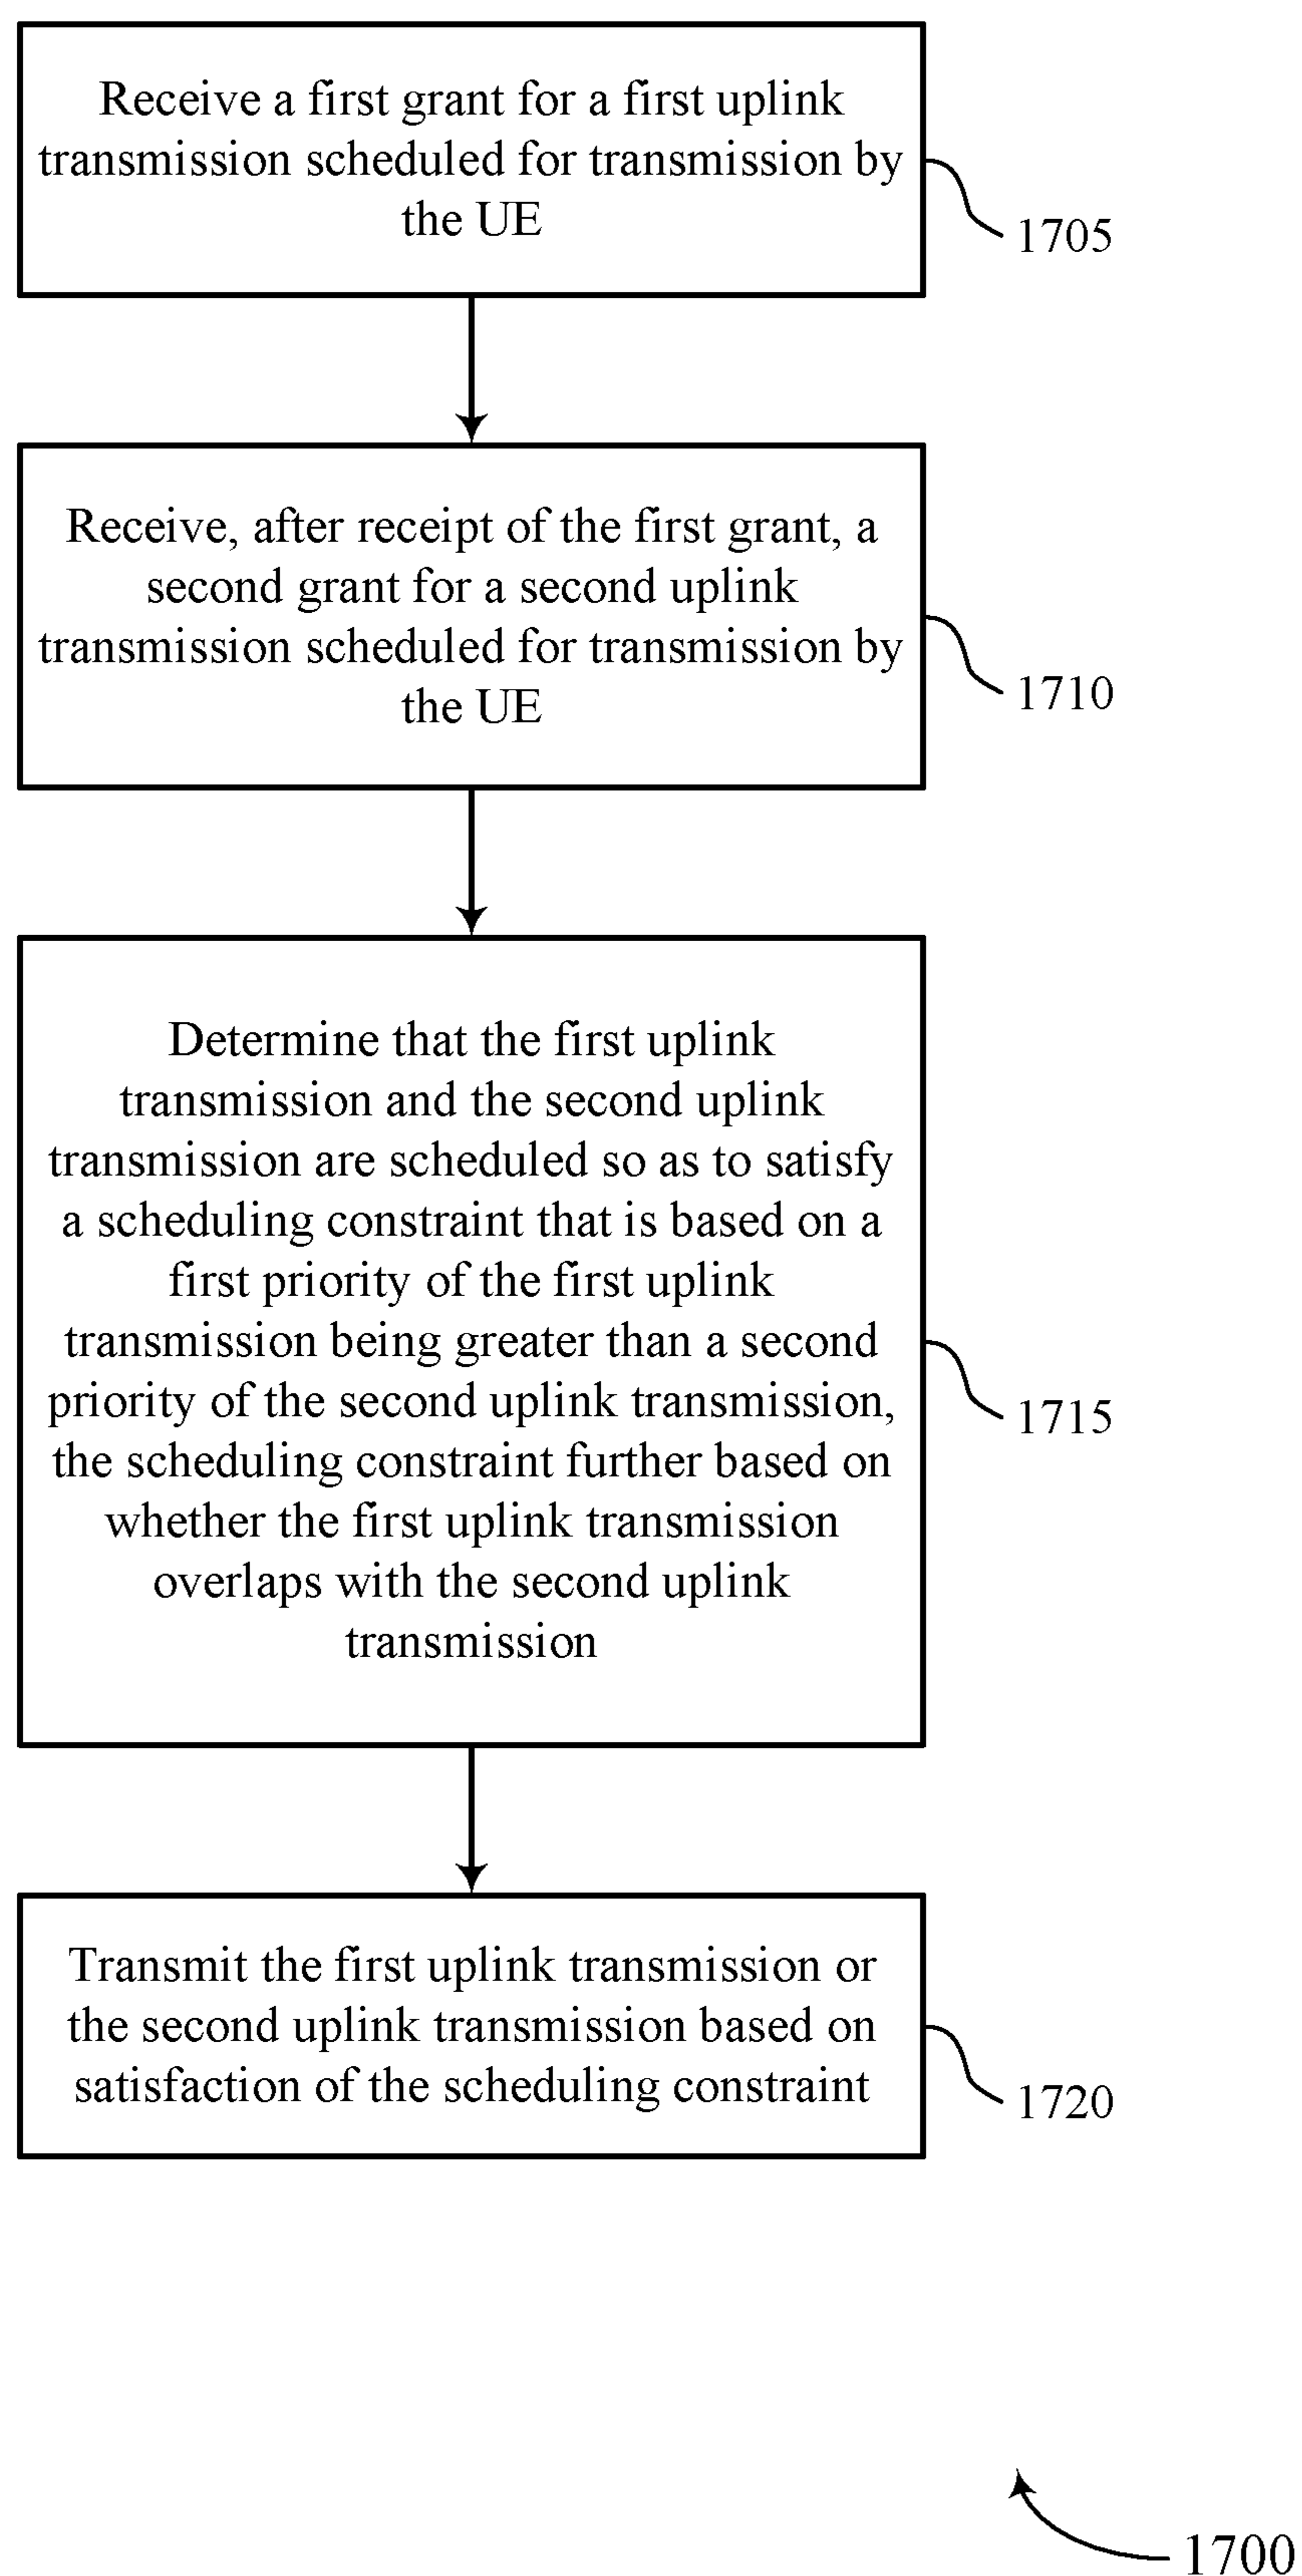 Receive a first grant for a first uplink
transmission scheduled for transmission by
the UE
1705
Receive, after receipt of the first grant, a
second grant for a second uplink
transmission scheduled for transmission by
the UE
1710
Determine that the first uplink
transmission and the second uplink
transmission are scheduled so as to satisfy
a scheduling constraint that is based on a
first priority of the first uplink
transmission being greater than a second
priority of the second uplink transmission,
the scheduling constraint further based on
whether the first uplink transmission
overlaps with the second uplink
transmission
1715
Transmit the first uplink transmission or
the second uplink transmission based on
satisfaction of the scheduling constraint
1720
1700